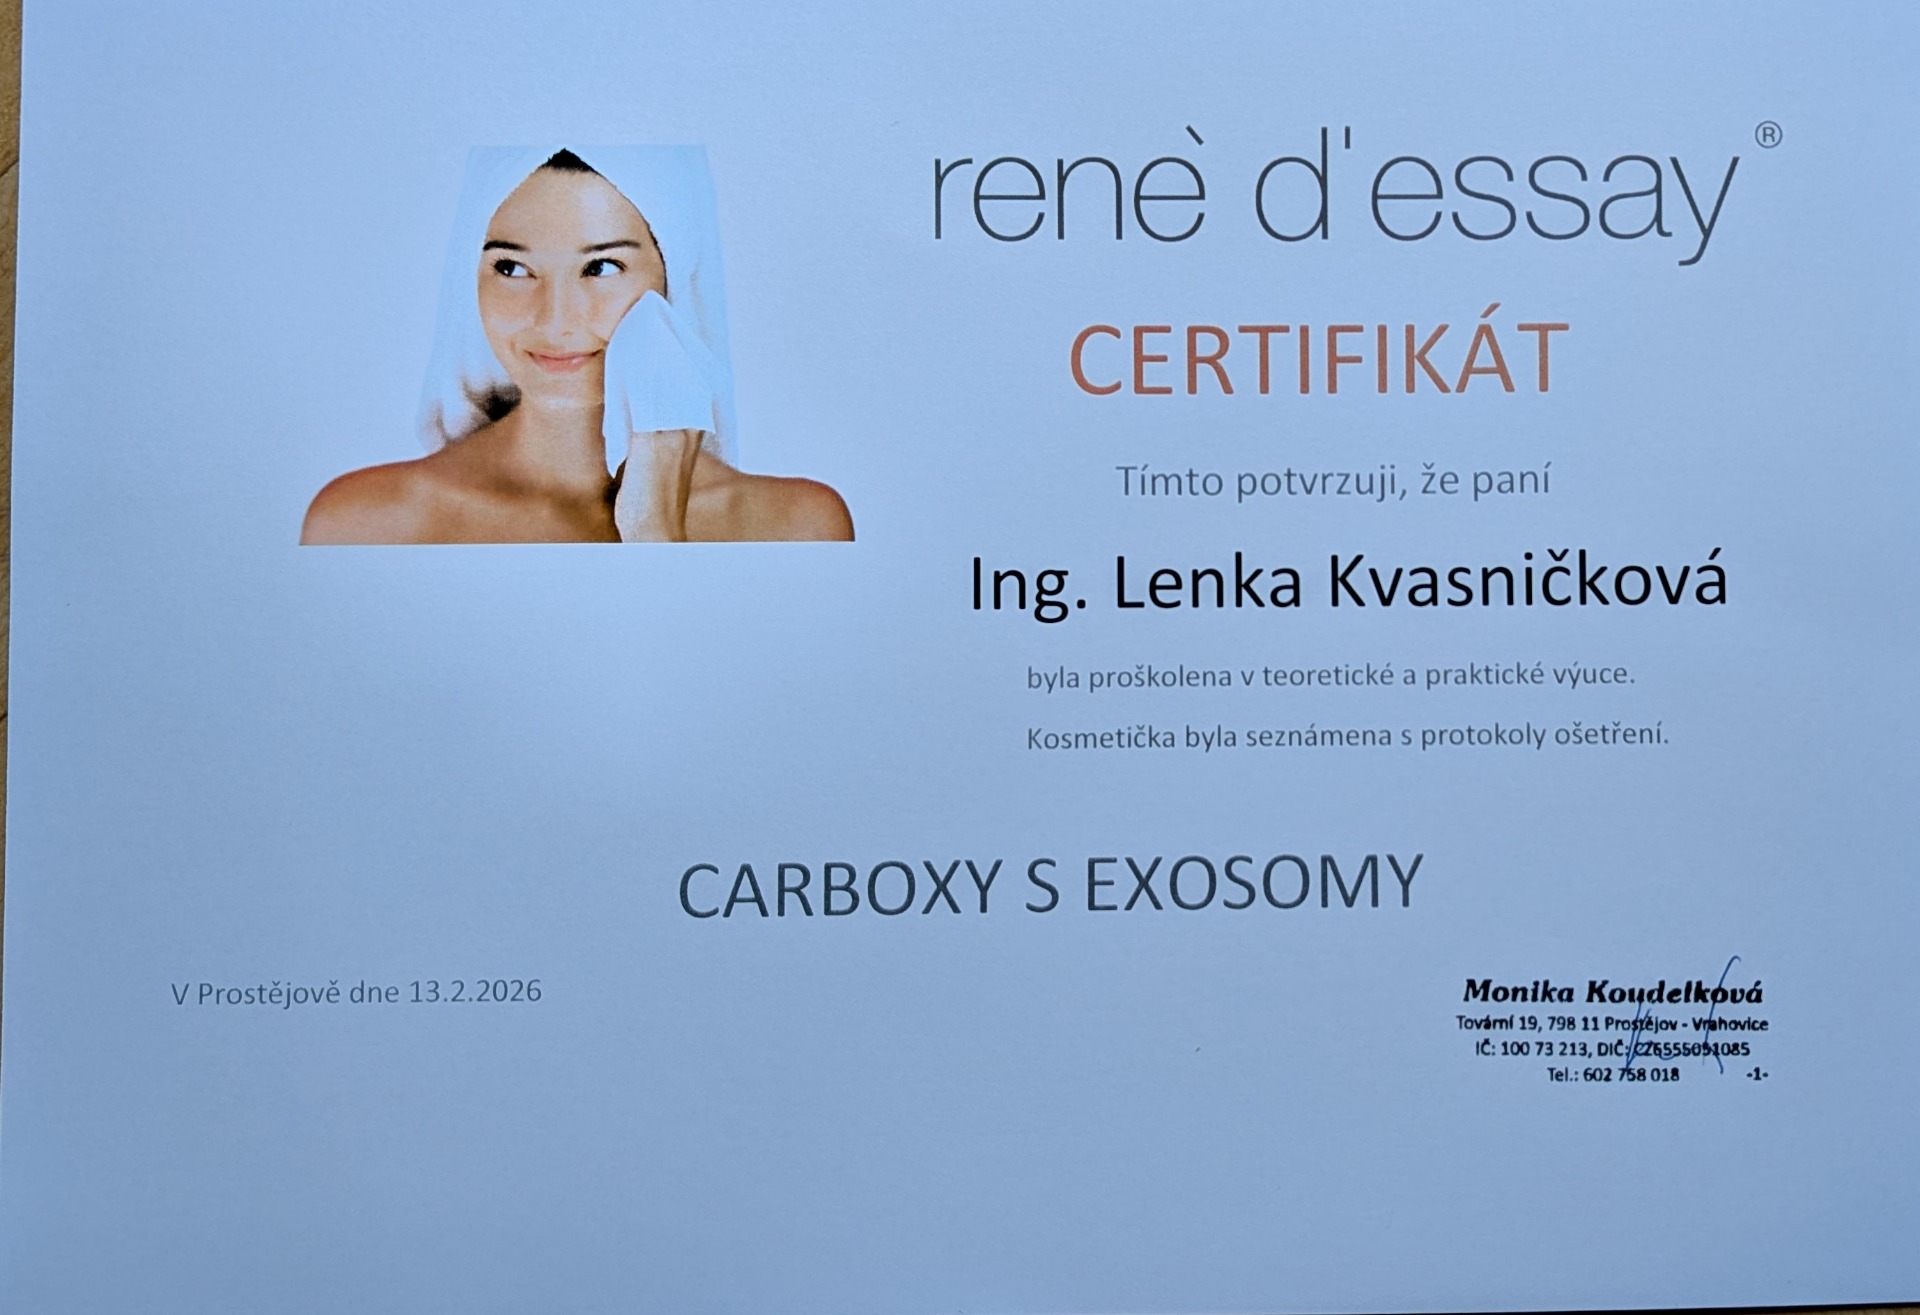 renè d'essay®
CERTIFIKÁT
Tímto potvrzuji, že paní
Ing. Lenka Kvasničková
byla proškolena v teoretické a praktické výuce.
Kosmetička byla seznámena s protokoly ošetření.
CARBOXY S EXOSOMY
V Prostějově dne 13.2.2026
Monika Koudelková
Tovární 19, 798 11 Prostějov - Vrahovice
IČ: 100 73 213, DIČ: CZ6555051085
Tel.: 602 758 018 -1-